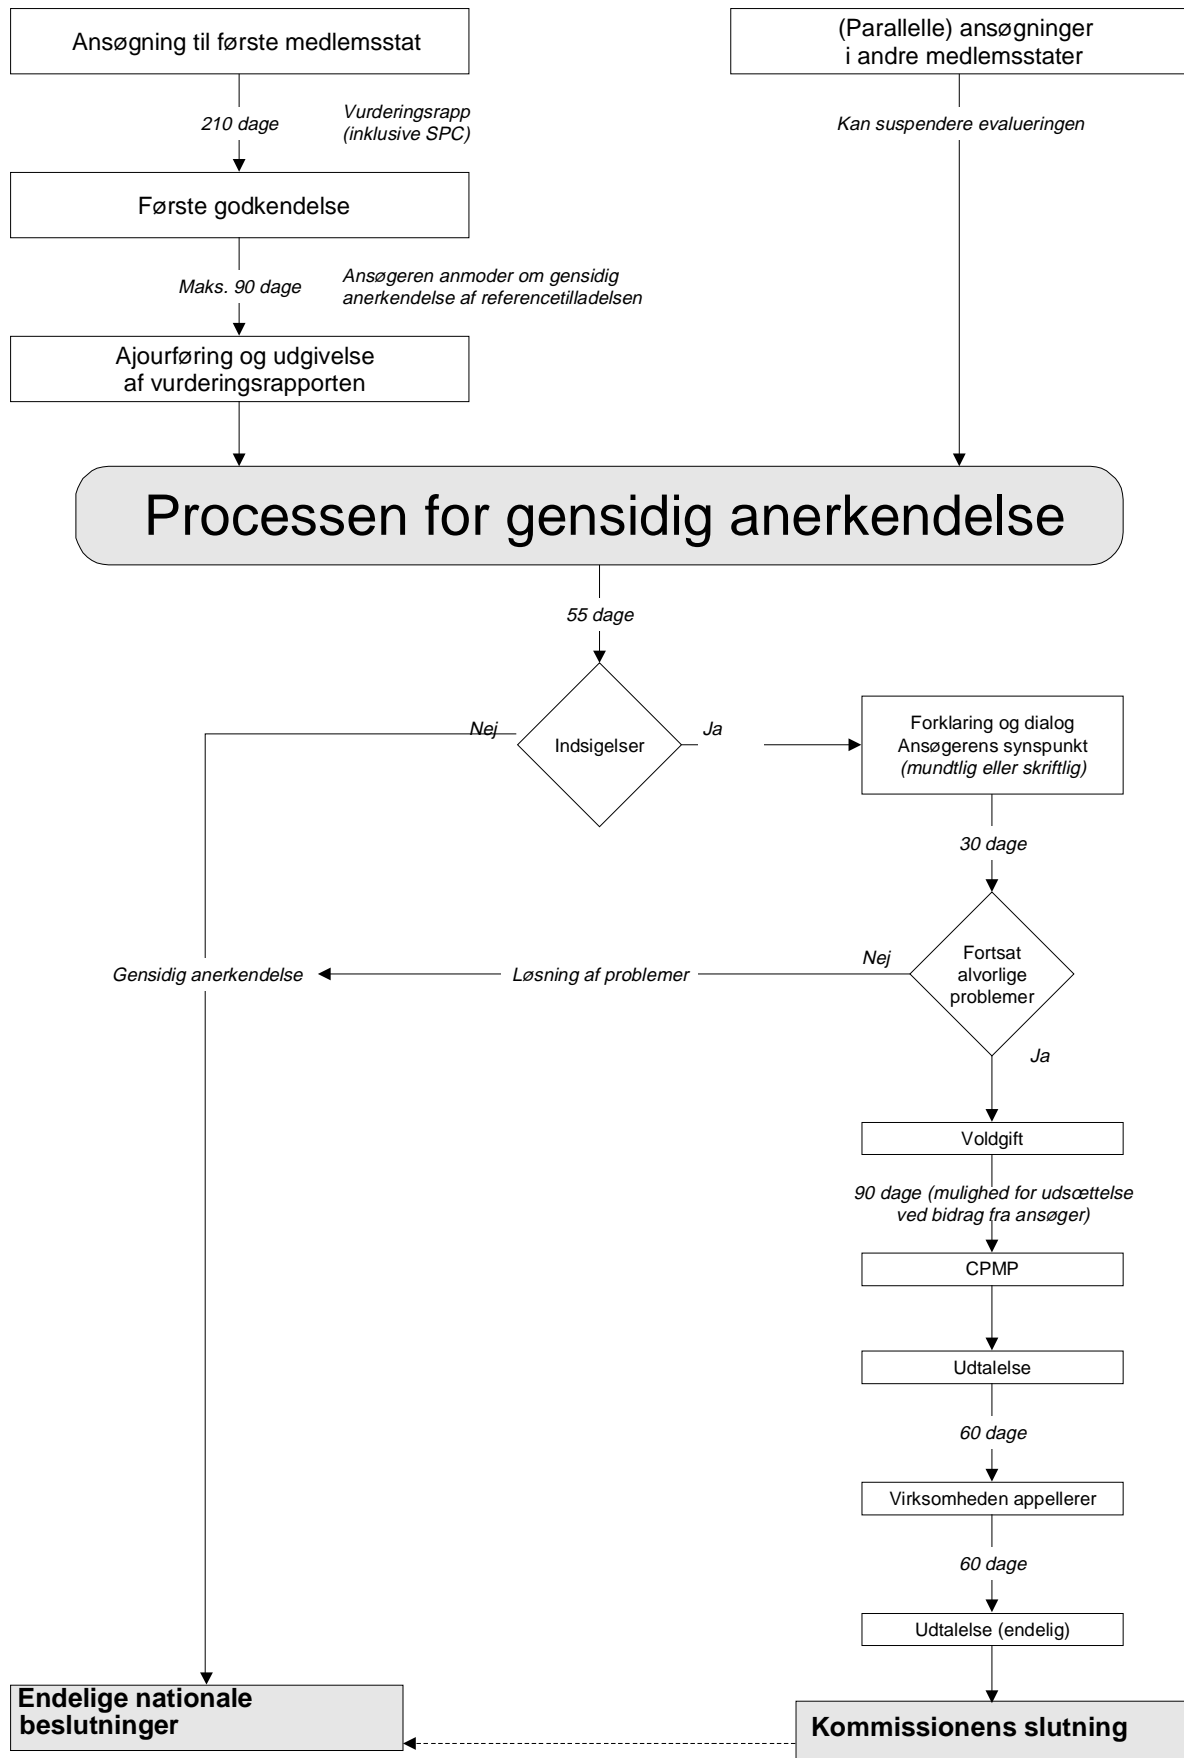 Ansøgning til første medlemsstat
(Parallelle) ansøgninger
i andre medlemsstater
210 dage
Vurderingsrapp
(inklusive SPC)
Kan suspendere evalueringen
Første godkendelse
Maks. 90 dage
Ansøgeren anmoder om gensidig
anerkendelse af referencetilladelsen
Ajourføring og udgivelse
af vurderingsrapporten
Processen for gensidig anerkendelse
55 dage
Nej
Indsigelser
Ja
Forklaring og dialog
Ansøgerens synspunkt
(mundtlig eller skriftlig)
30 dage
Gensidig anerkendelse
Løsning af problemer
Nej
Fortsat
alvorlige
problemer
Ja
Voldgift
90 dage (mulighed for udsættelse
ved bidrag fra ansøger)
CPMP
Udtalelse
60 dage
Virksomheden appellerer
60 dage
Udtalelse (endelig)
Endelige nationale
beslutninger
Kommissionens slutning